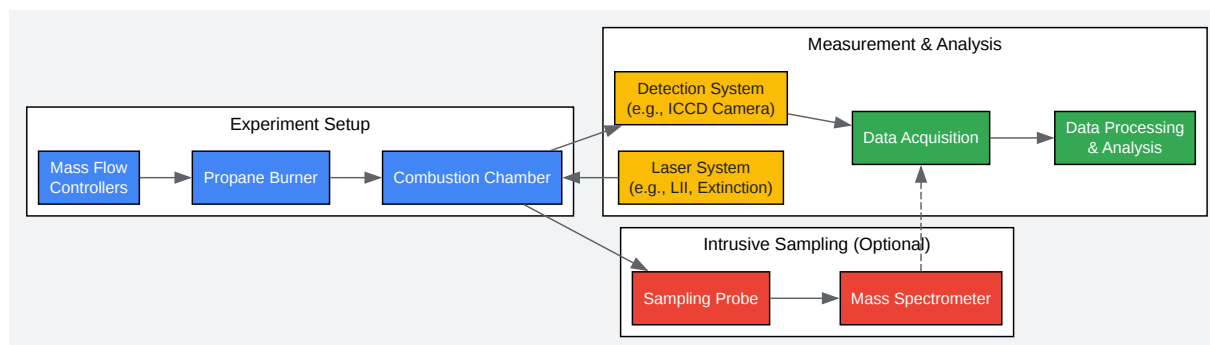 Experiment Setup
Mass Flow
Controllers
Propane Burner
Combustion Chamber
Measurement & Analysis
Detection System
(e.g., ICCD Camera)
Laser System
(e.g., LII, Extinction)
Data Acquisition
Data Processing
& Analysis
Intrusive Sampling (Optional)
Sampling Probe
Mass Spectrometer